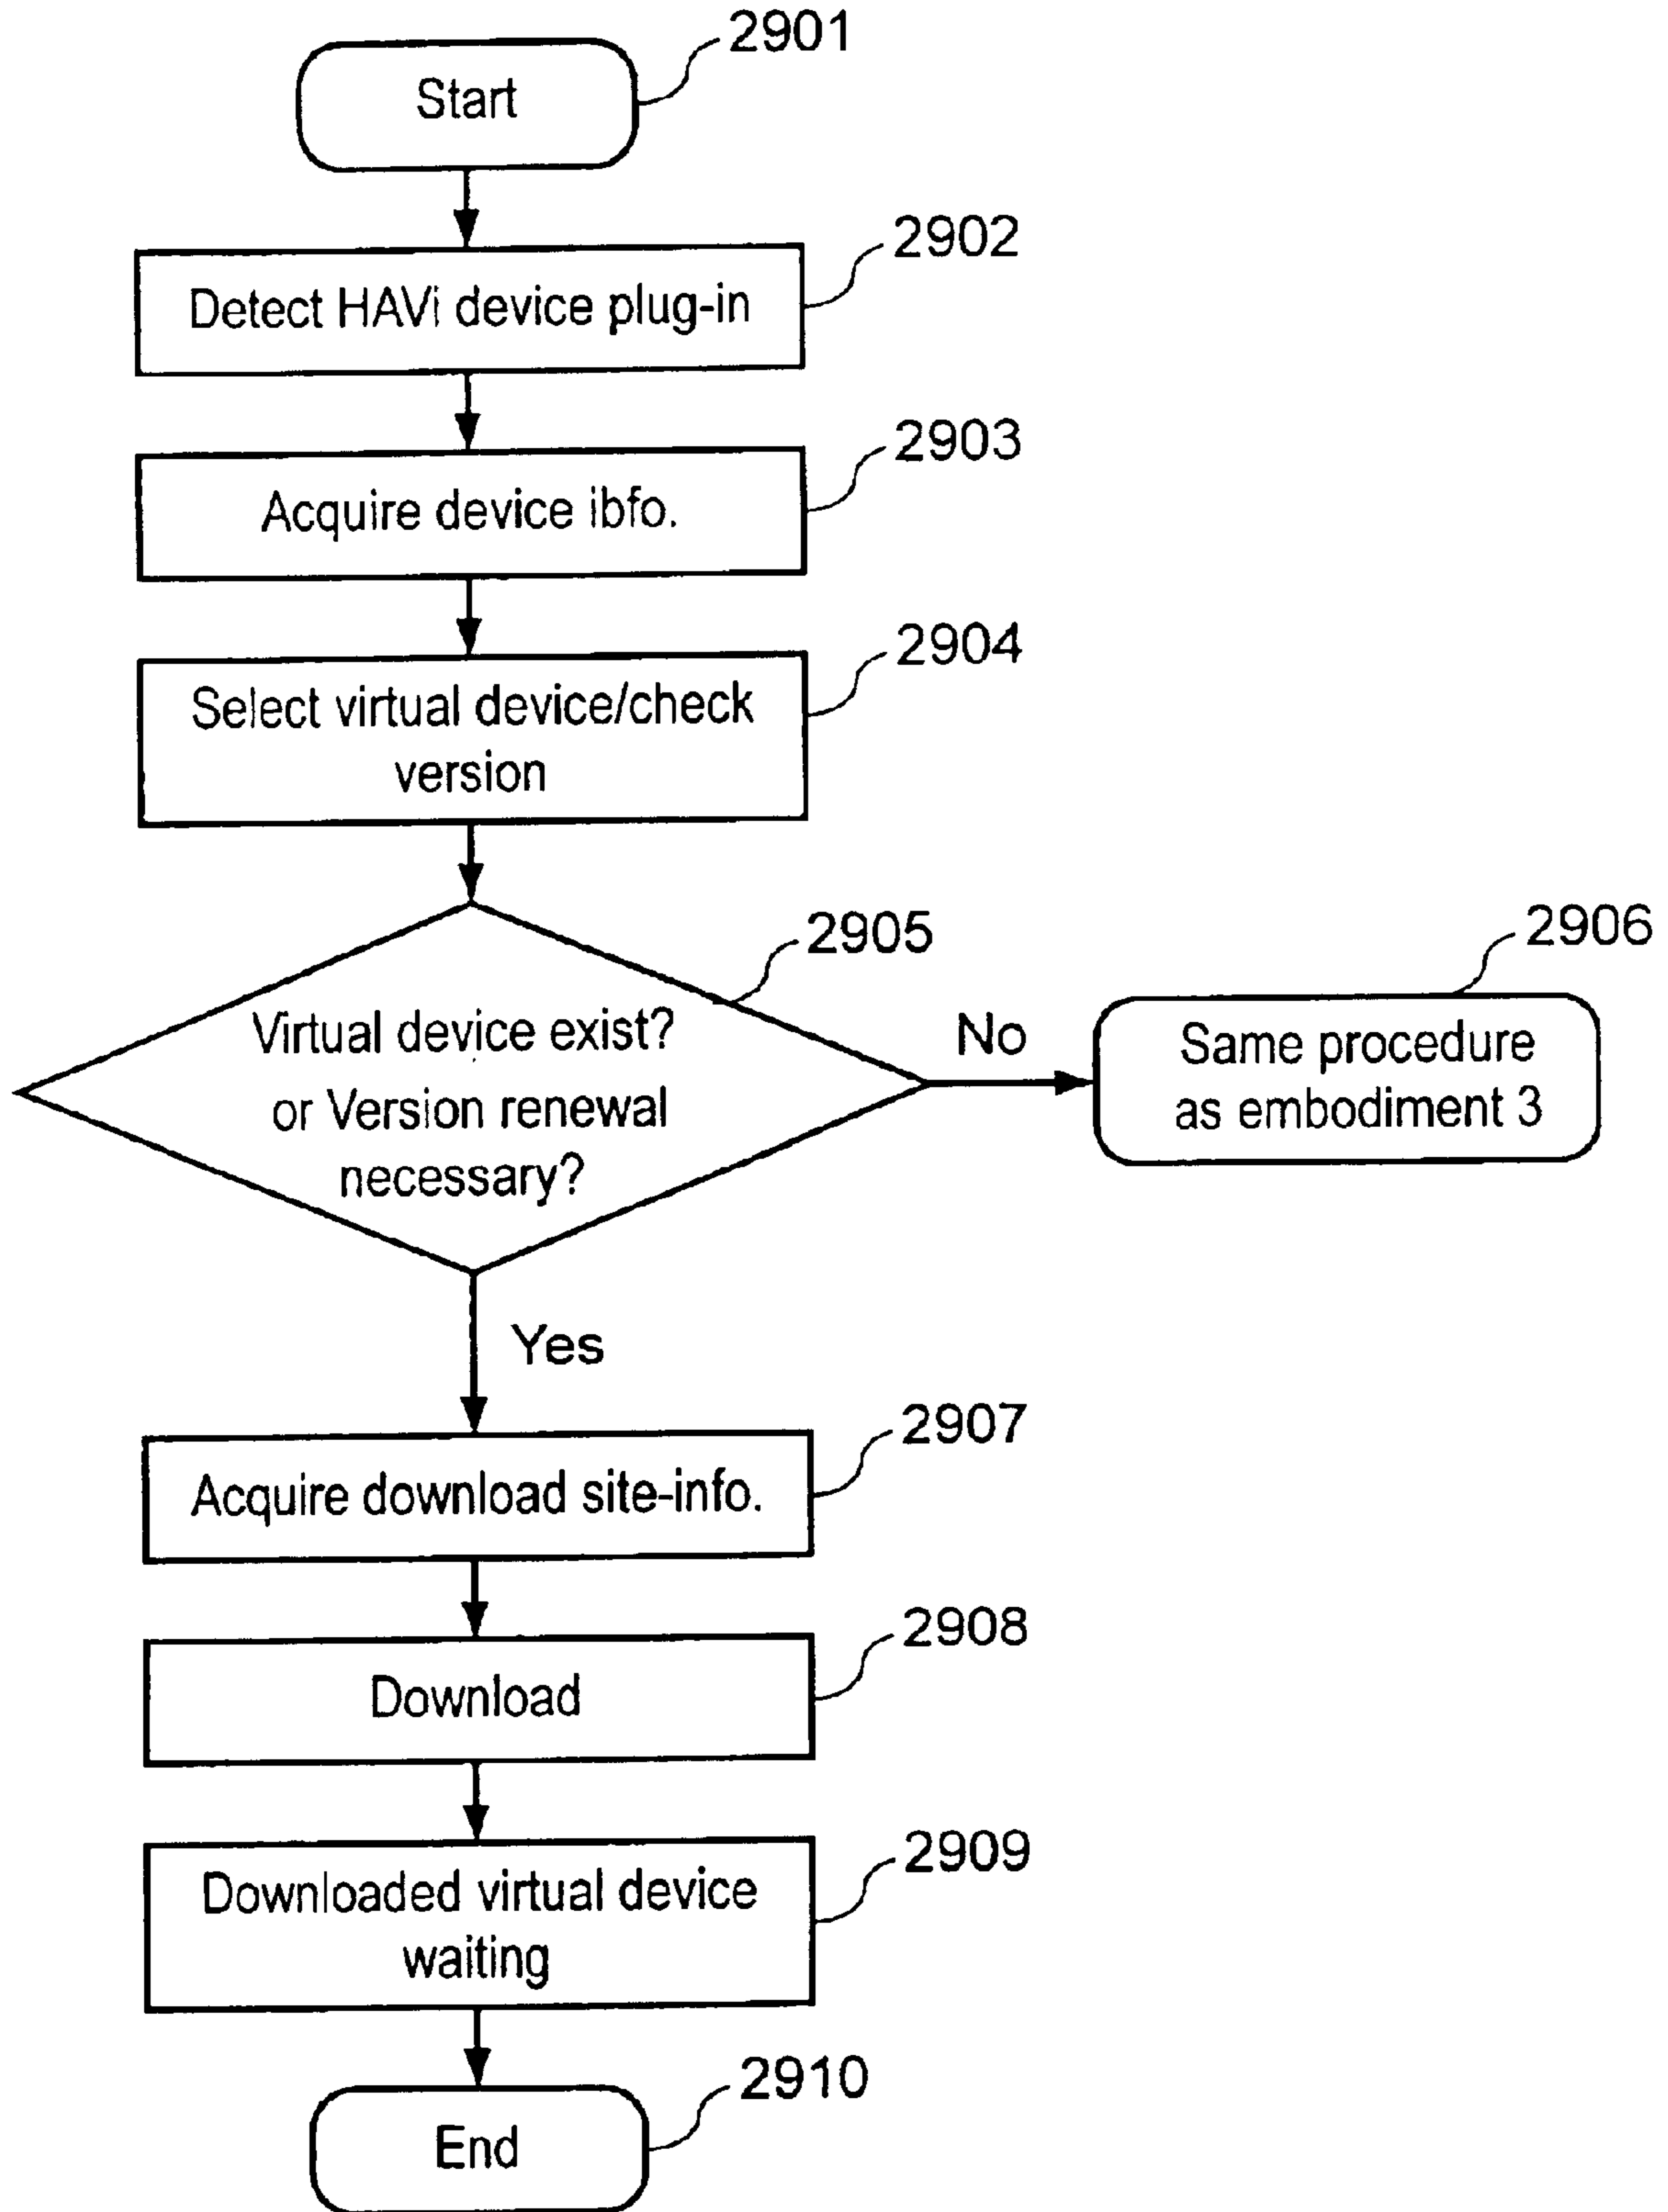 2901
Start
2902
Detect HAVi device plug-in
2903
Acquire device ibfo.
2904
Select virtual device/check
version
2905
Virtual device exist?
or Version renewal
necessary?
No
2906
Same procedure
as embodiment 3
Yes
2907
Acquire download site-info.
2908
Download
2909
Downloaded virtual device
waiting
2910
End